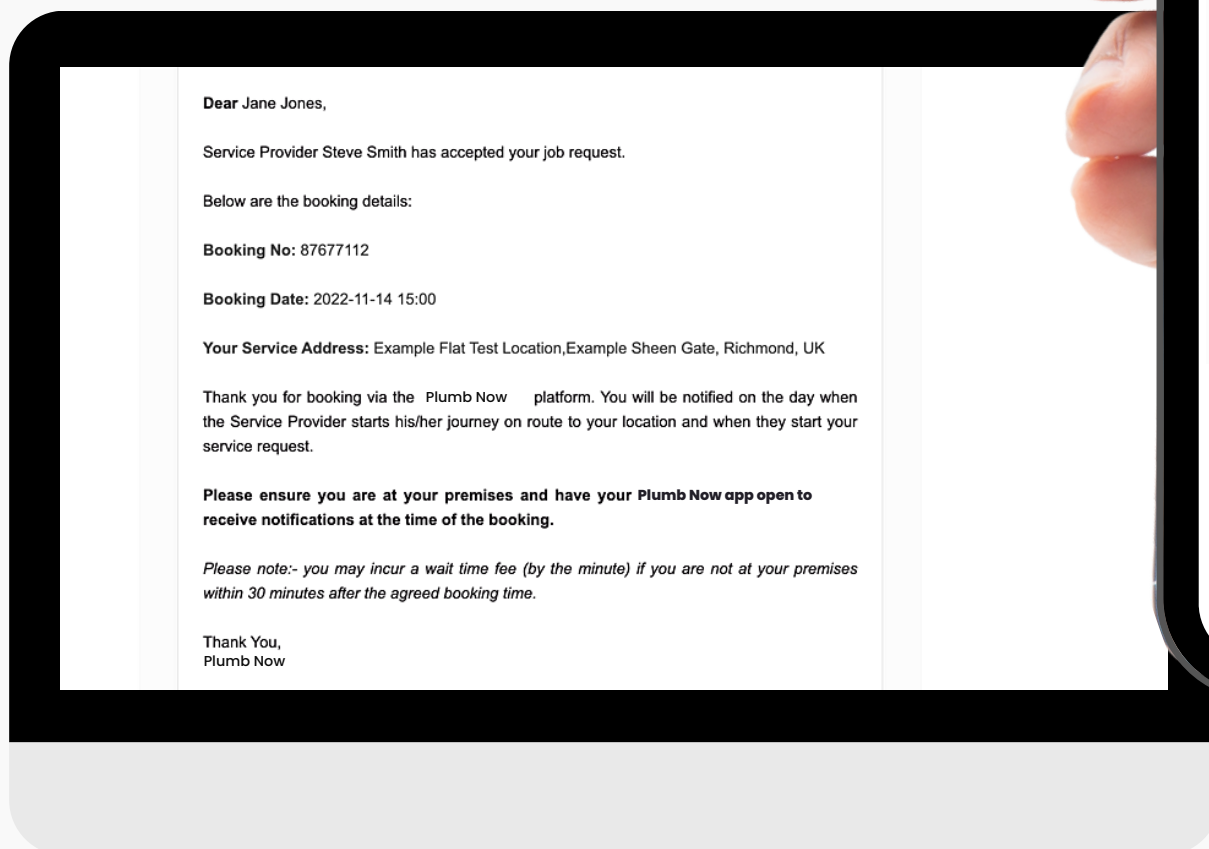 Dear Jane Jones,
Service Provider Steve Smith has accepted your job request.
Below are the booking details:
Booking No: 87677112
Booking Date: 2022-11-14 15:00
Your Service Address: Example Flat Test Location,Example Sheen Gate, Richmond, UK
Thank you for booking via the Plumb Now platform. You will be notified on the day when
the Service Provider starts his/her journey on route to your location and when they start your
service request.
Please ensure you are at your premises and have your Plumb Now app open to
receive notifications at the time of the booking.
Please note:- you may incur a wait time fee (by the minute) if you are not at your premises
within 30 minutes after the agreed booking time.
Thank You,
Plumb Now